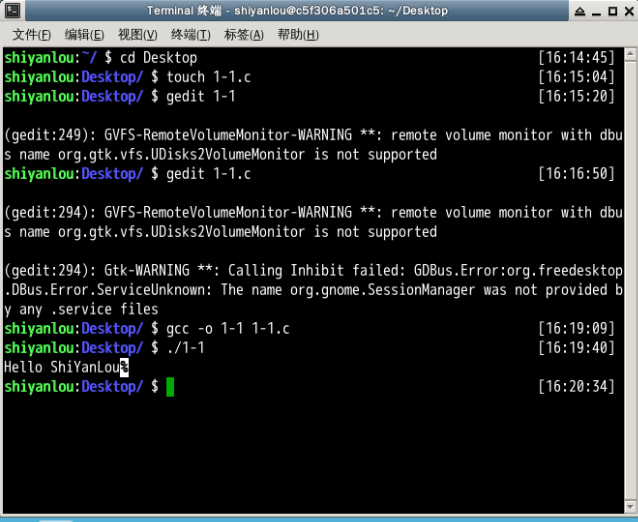 Terminal 终端 - shiyanlou@c5f306a501c5: ~/Desktop
文件(F) 编辑(E) 视图(V) 终端(T) 标签(A) 帮助(H)
shiyanlou:~/ $ cd Desktop [16:14:45]
shiyanlou:Desktop/ $ touch 1-1.c [16:15:04]
shiyanlou:Desktop/ $ gedit 1-1 [16:15:20]
(gedit:249): GVFS-RemoteVolumeMonitor-WARNING **: remote volume monitor with dbu
s name org.gtk.vfs.UDisks2VolumeMonitor is not supported
shiyanlou:Desktop/ $ gedit 1-1.c [16:16:50]
(gedit:294): GVFS-RemoteVolumeMonitor-WARNING **: remote volume monitor with dbu
s name org.gtk.vfs.UDisks2VolumeMonitor is not supported
(gedit:294): Gtk-WARNING **: Calling Inhibit failed: GDBus.Error:org.freedesktop
.DBus.Error.ServiceUnknown: The name org.gnome.SessionManager was not provided b
y any .service files
shiyanlou:Desktop/ $ gcc -o 1-1 1-1.c [16:19:09]
shiyanlou:Desktop/ $ ./1-1 [16:19:40]
Hello ShiYanLou%
shiyanlou:Desktop/ $ [16:20:34]